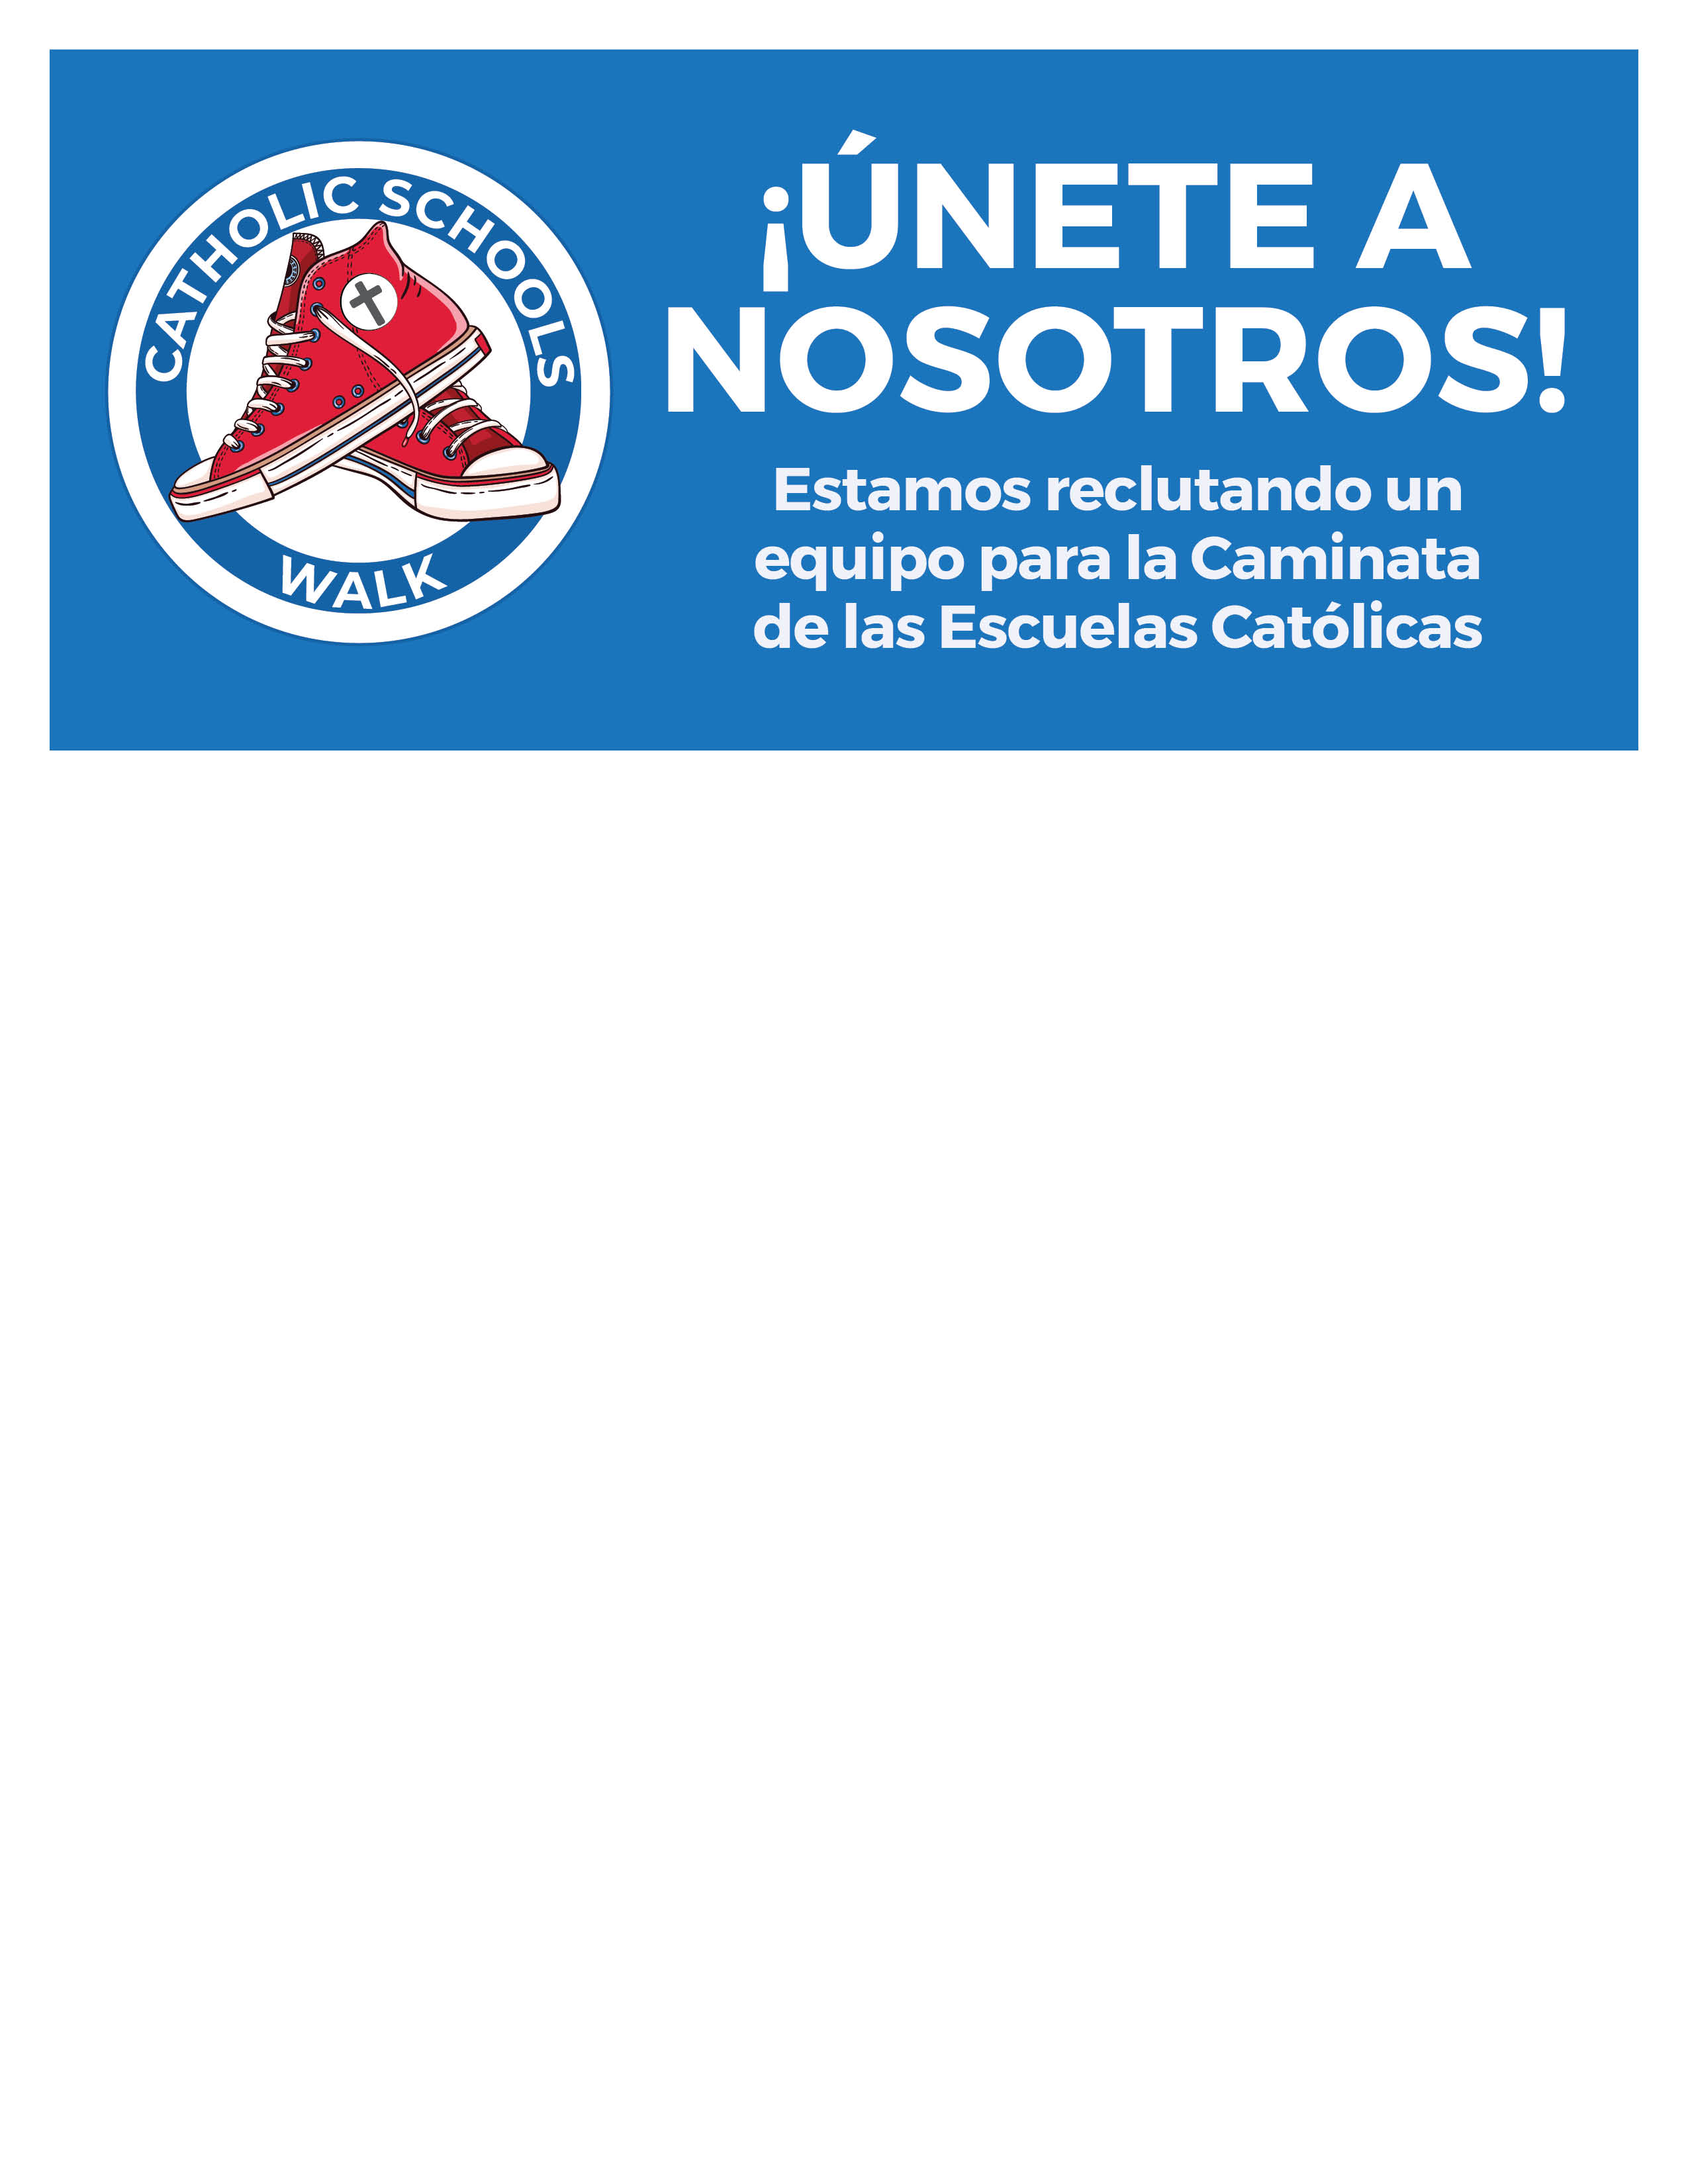 CATHOLIC SCHOOLS
WALK
¡ÚNETE A
NOSOTROS!
Estamos reclutando un
equipo para la Caminata
de las Escuelas Católicas